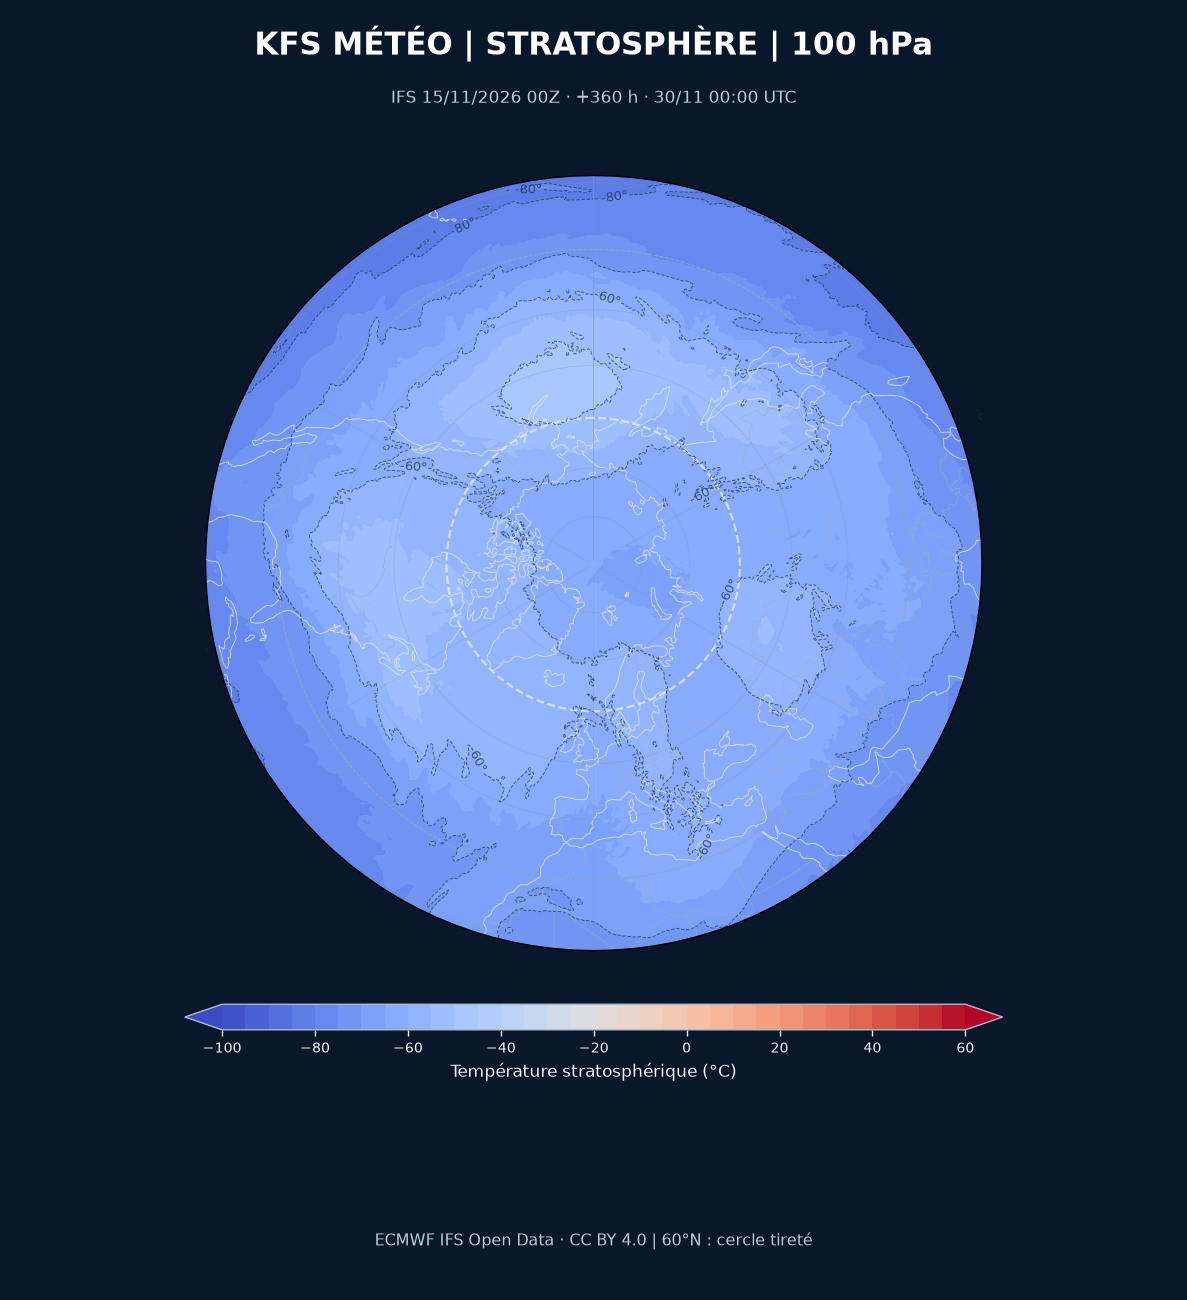 KFS MÉTÉO | STRATOSPHÈRE | 100 hPa
IFS 15/11/2026 00Z · +360 h · 30/11 00:00 UTC
-80°
-80°
-80°
60°
60°
-60°
60°
-60°
-60°
−100 −80 −60 −40 −20 0 20 40 60
Température stratosphérique (°C)
ECMWF IFS Open Data · CC BY 4.0 | 60°N : cercle tireté